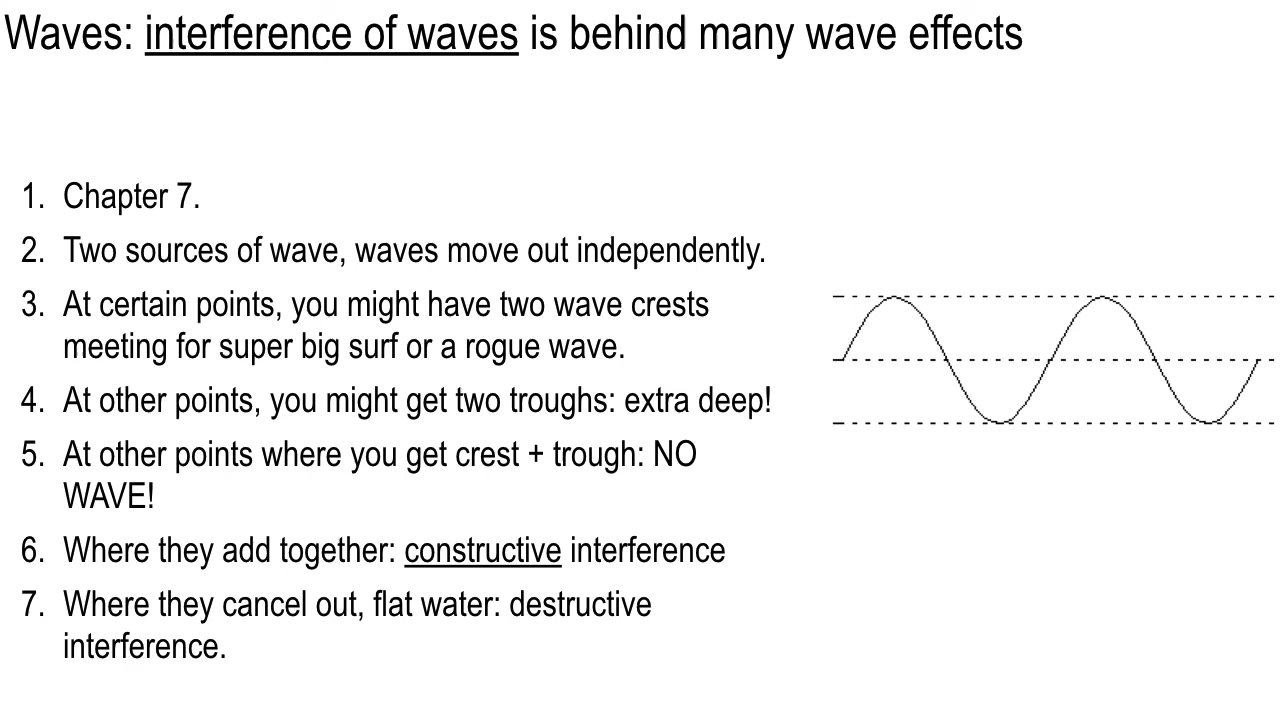 Waves: interference of waves is behind many wave effects
1. Chapter 7.
2. Two sources of wave, waves move out independently.
3. At certain points, you might have two wave crests
meeting for super big surf or a rogue wave.
4. At other points, you might get two troughs: extra deep!
5. At other points where you get crest + trough: NO
WAVE!
6. Where they add together: constructive interference
7. Where they cancel out, flat water: destructive
interference.